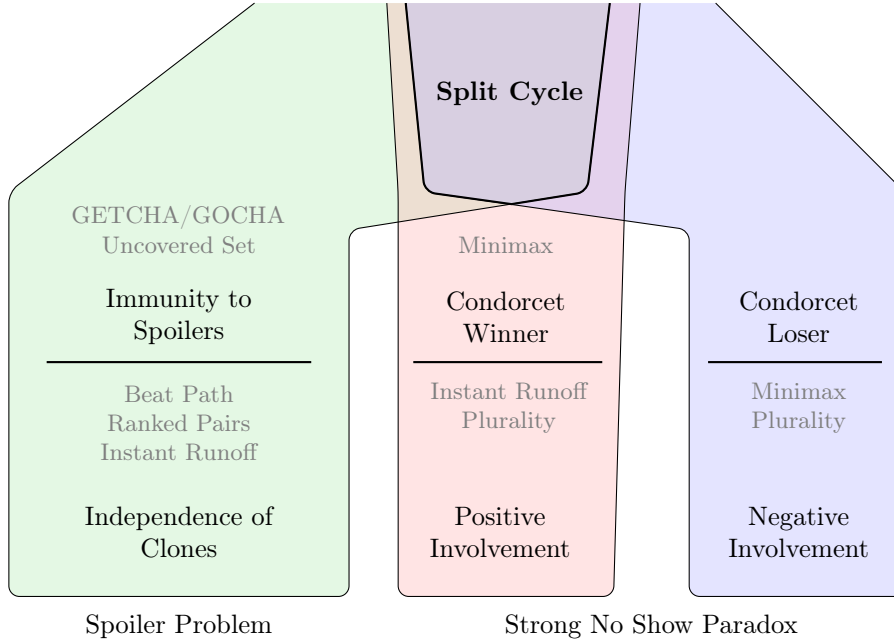 Split Cycle
GETCHA/GOCHA
Uncovered Set
Immunity to
Spoilers
Beat Path
Ranked Pairs
Instant Runoff
Independence of
Clones
Minimax
Condorcet
Winner
Instant Runoff
Plurality
Positive
Involvement
Condorcet
Loser
Minimax
Plurality
Negative
Involvement
Spoiler Problem
Strong No Show Paradox